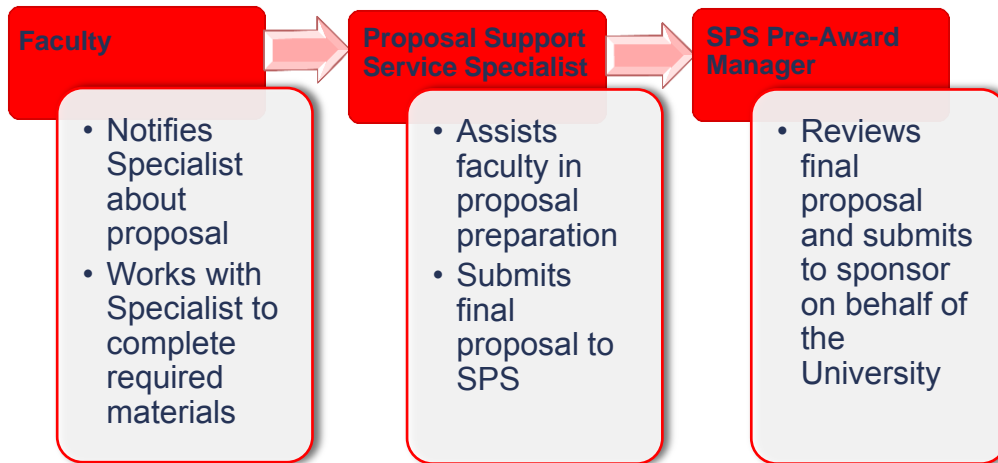 Faculty
• Notifies
Specialist
about
proposal
• Works with
Specialist to
complete
required
materials
Proposal Support
Service Specialist
• Assists
faculty in
proposal
preparation
• Submits
final
proposal to
SPS
SPS Pre-Award
Manager
• Reviews
final
proposal
and submits
to sponsor
on behalf of
the
University